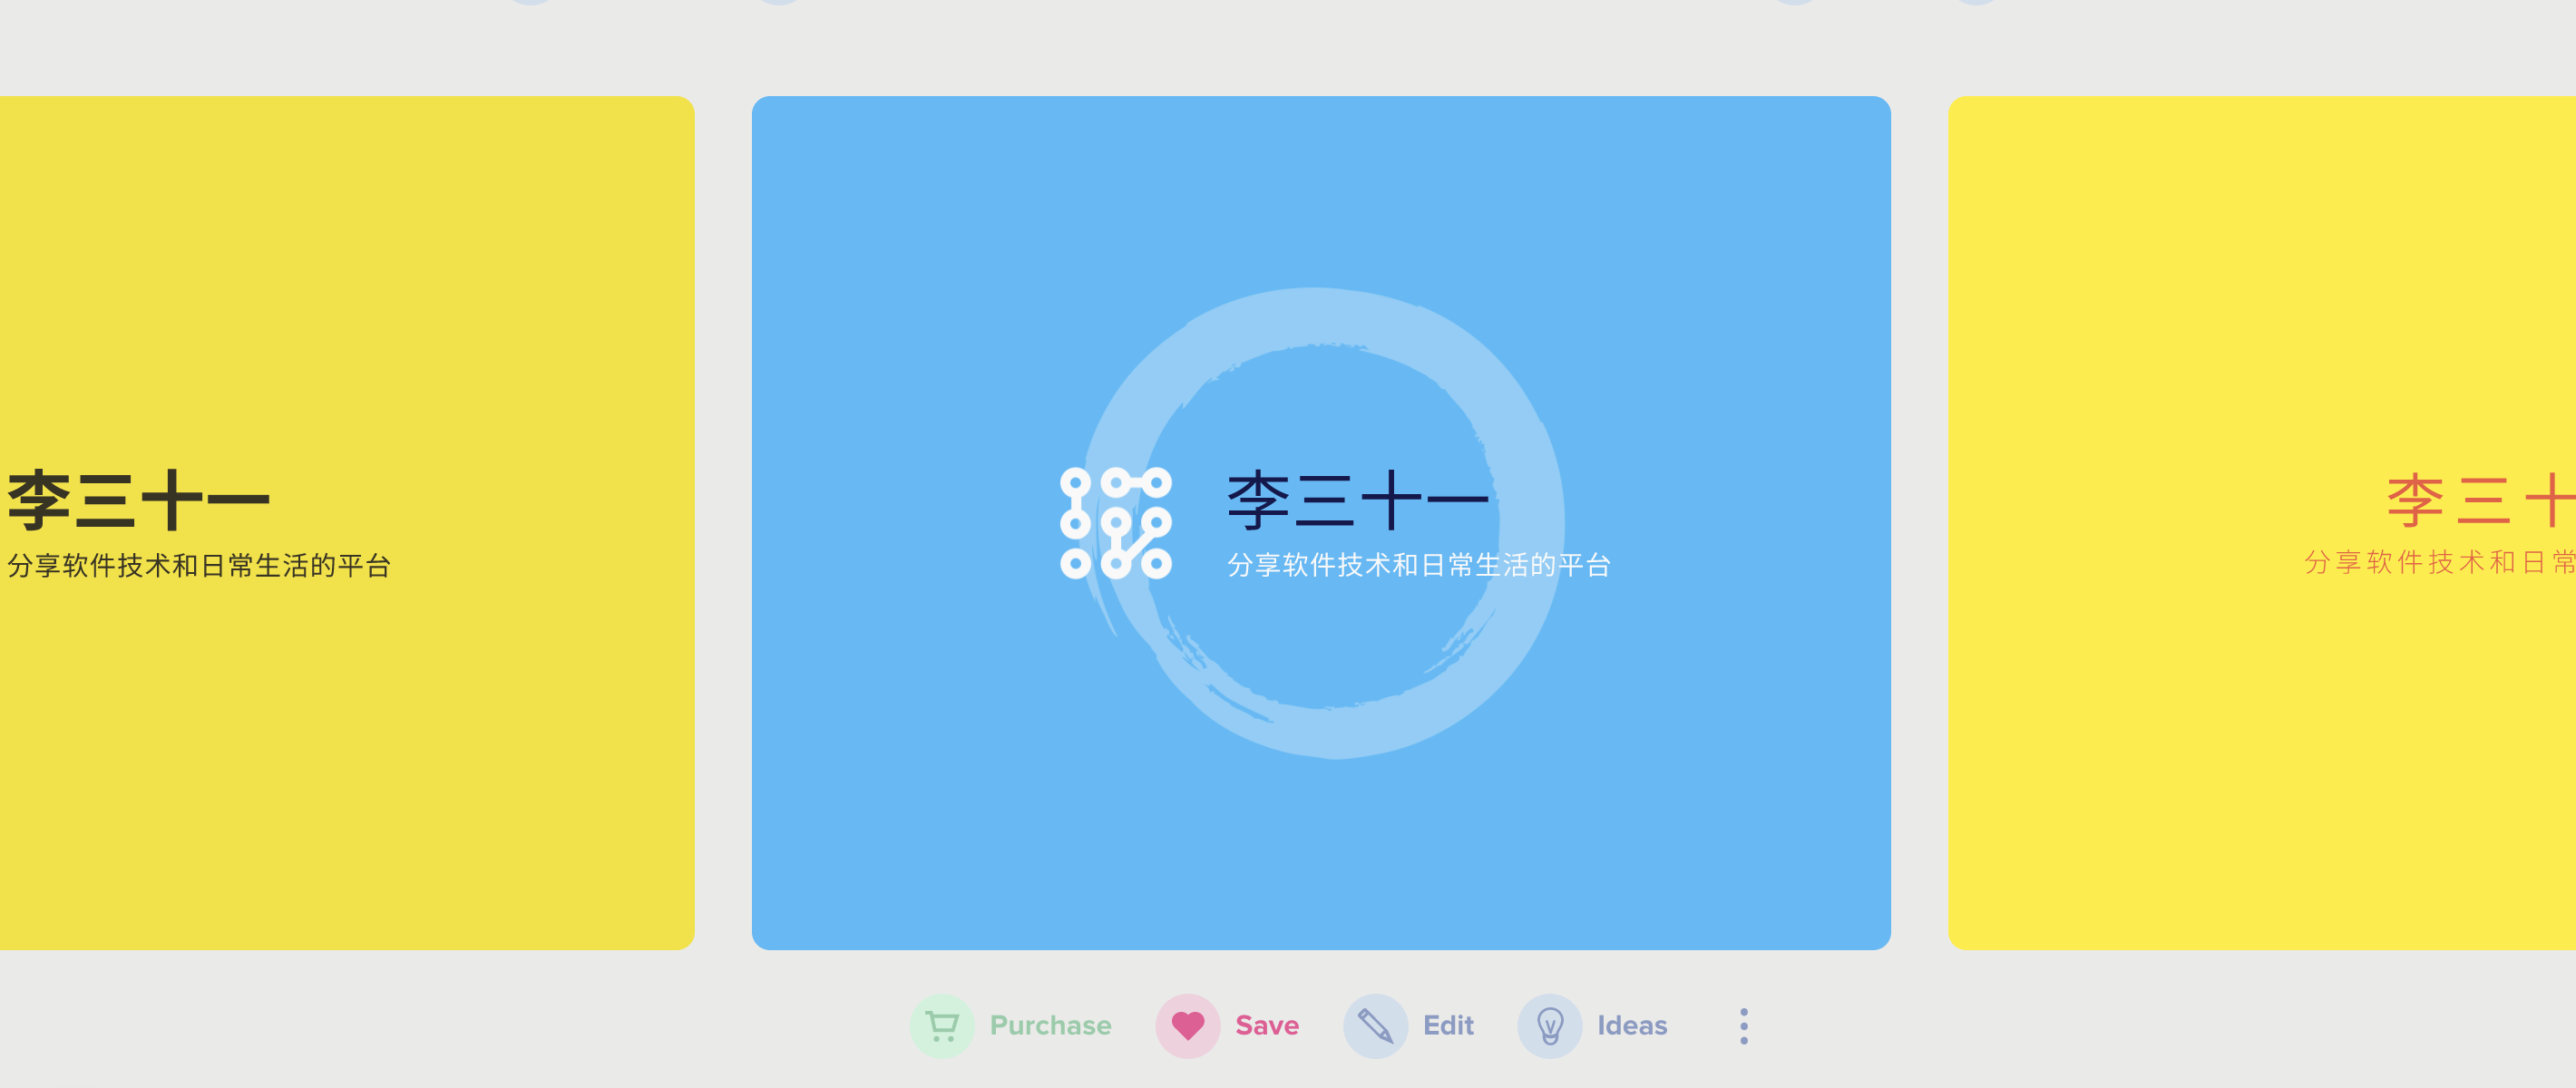 李三十一
分享软件技术和日常生活的平台
李三十一
分享软件技术和日常生活的平台
李三十
分享软件技术和日常
Purchase
Save
Edit
Ideas